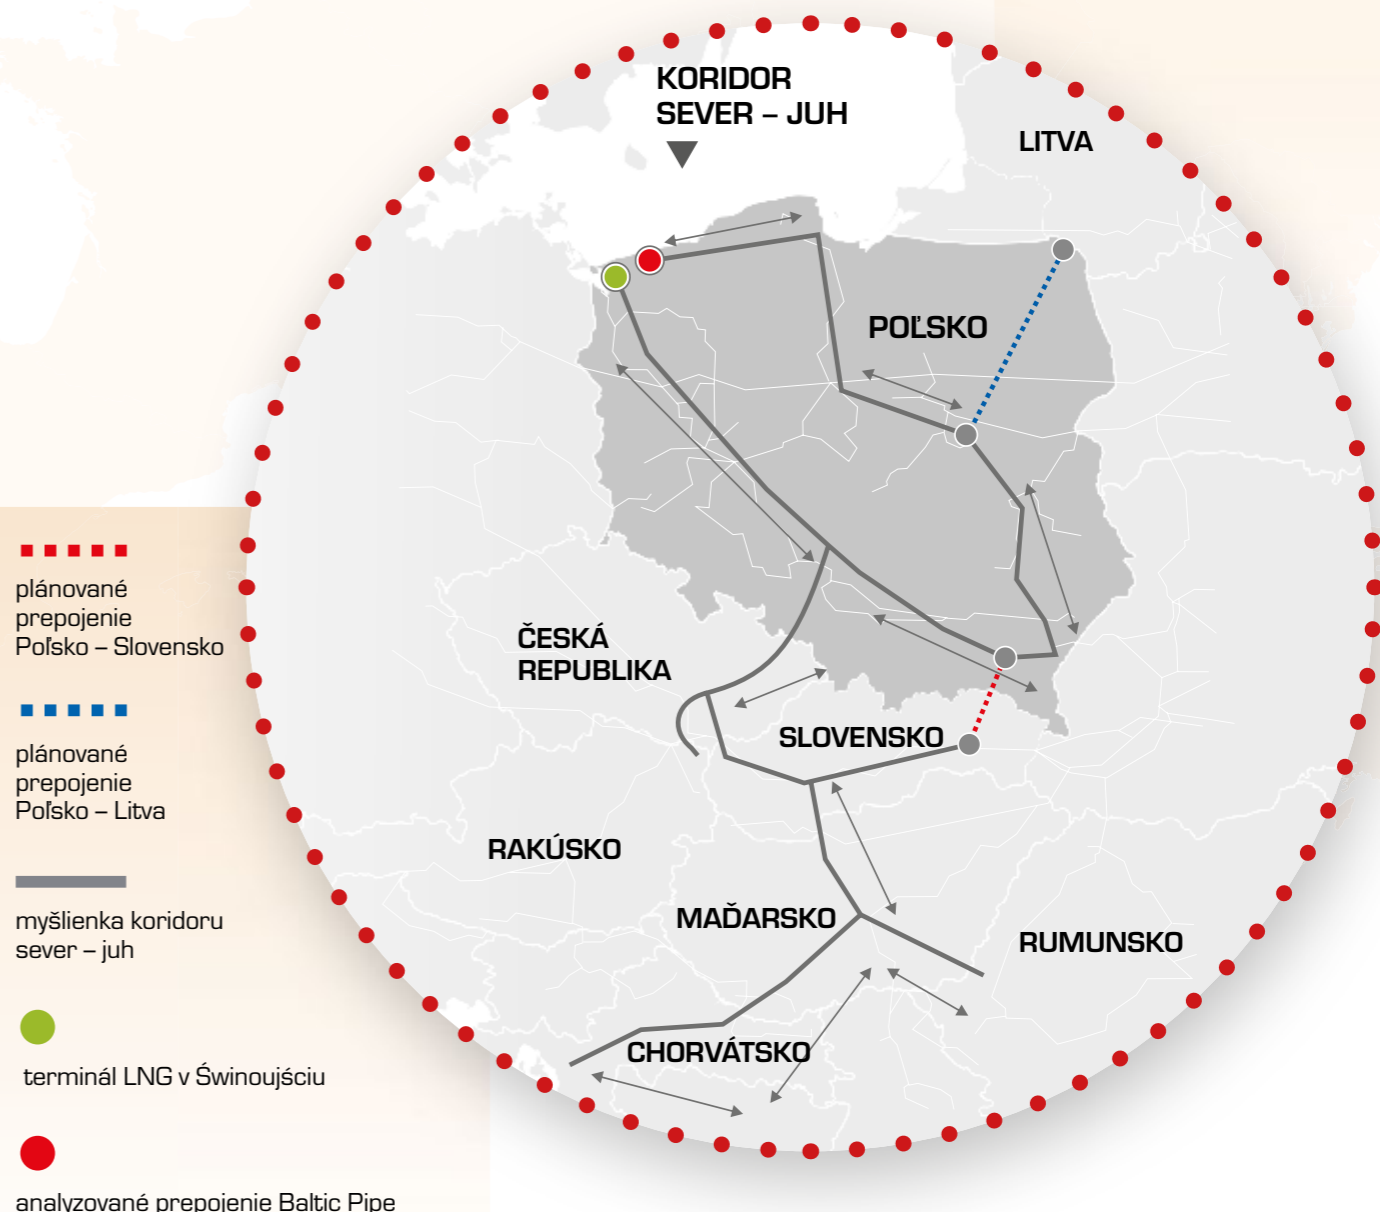 KORIDOR
SEVER – JUH
LITVA
POĽSKO
ČESKÁ
REPUBLIKA
SLOVENSKO
RAKÚSKO
MAĎARSKO
RUMUNSKO
CHORVÁTSKO
plánované
prepojenie
Poľsko – Slovensko
plánované
prepojenie
Poľsko – Litva
myšlienka koridoru
sever – juh
terminál LNG v Świnoujściu
analyzované prepojenie Baltic Pipe